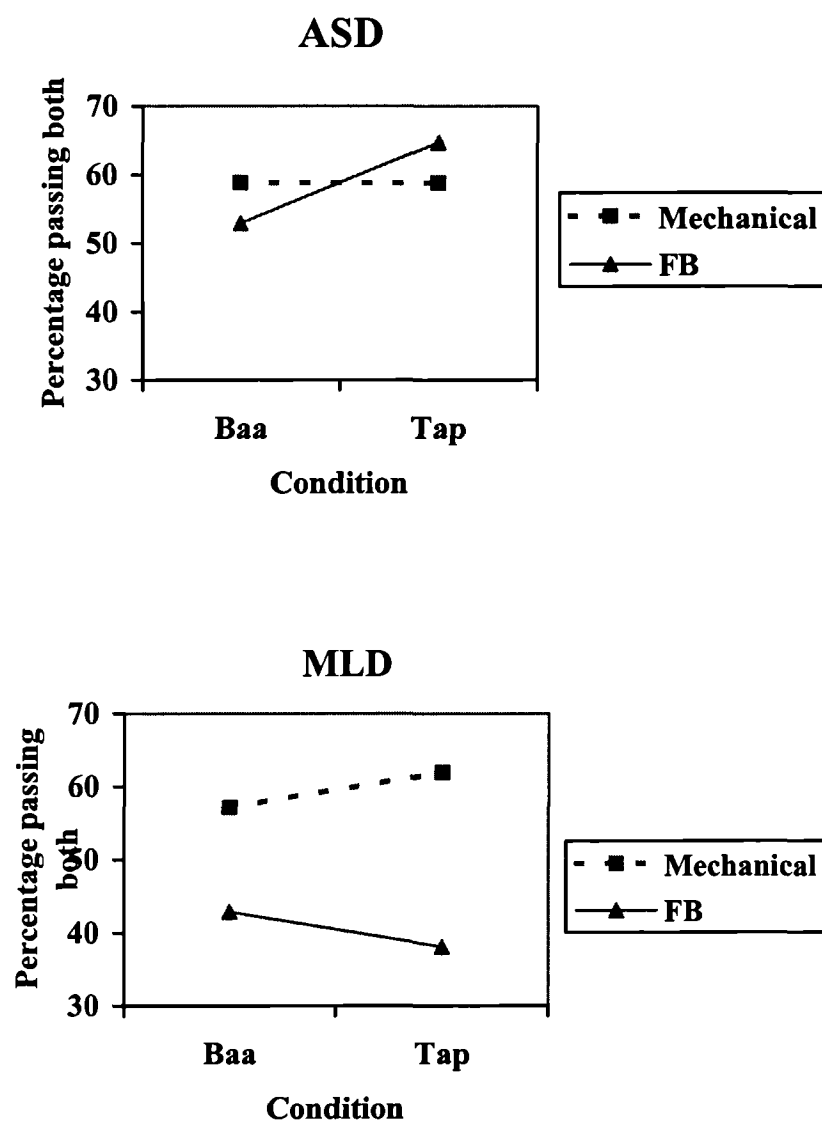 ASD
Percentage passing both
70
60
50
40
30
Baa Tap
Condition
Mechanical
FB
MLD
Percentage passing
both
70
60
50
40
30
Baa Tap
Condition
Mechanical
FB